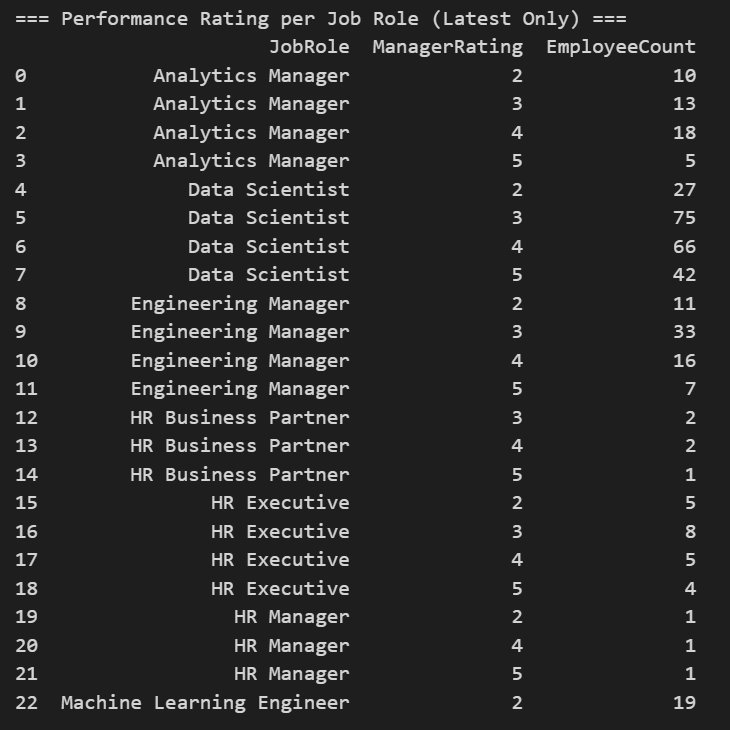 === Performance Rating per Job Role (Latest Only) ===
JobRole ManagerRating EmployeeCount
0 Analytics Manager 2 10
1 Analytics Manager 3 13
2 Analytics Manager 4 18
3 Analytics Manager 5 5
4 Data Scientist 2 27
5 Data Scientist 3 75
6 Data Scientist 4 66
7 Data Scientist 5 42
8 Engineering Manager 2 11
9 Engineering Manager 3 33
10 Engineering Manager 4 16
11 Engineering Manager 5 7
12 HR Business Partner 3 2
13 HR Business Partner 4 2
14 HR Business Partner 5 1
15 HR Executive 2 5
16 HR Executive 3 8
17 HR Executive 4 5
18 HR Executive 5 4
19 HR Manager 2 1
20 HR Manager 4 1
21 HR Manager 5 1
22 Machine Learning Engineer 2 19